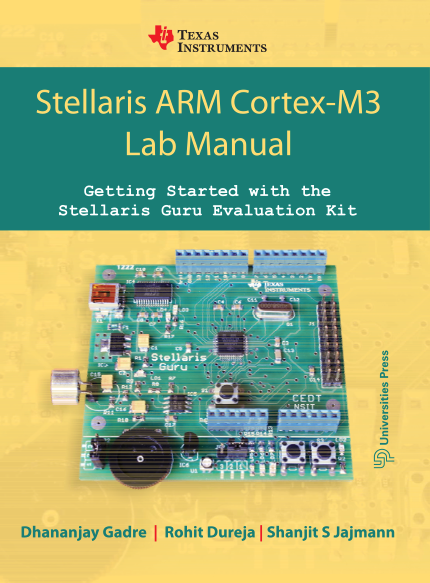 TEXAS
INSTRUMENTS
Stellaris ARM Cortex-M3
Lab Manual
Getting Started with the
Stellaris Guru Evaluation Kit
TEXAS
INSTRUMENTS
Stellaris
Guru
CEDT
NSIT
Universities Press
Dhananjay Gadre | Rohit Dureja | Shanjit S Jajmann